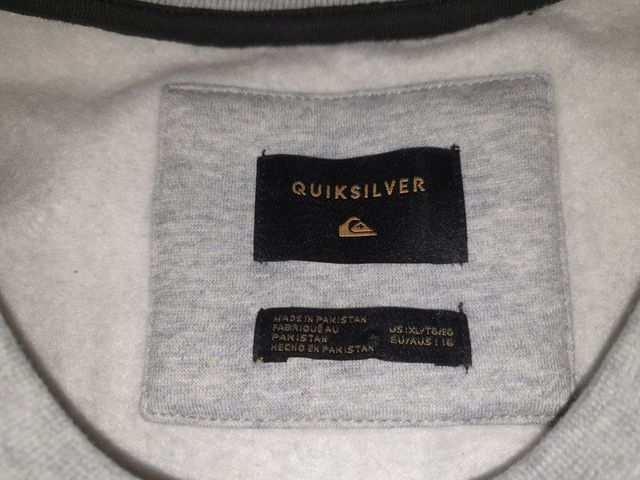 QUIKSILVER
MADE IN PAKISTAN
FABRIQUÉ AU
PAKISTAN
HECHO EN PAKISTAN
US:XL/TG/EG
EU/AUS:16